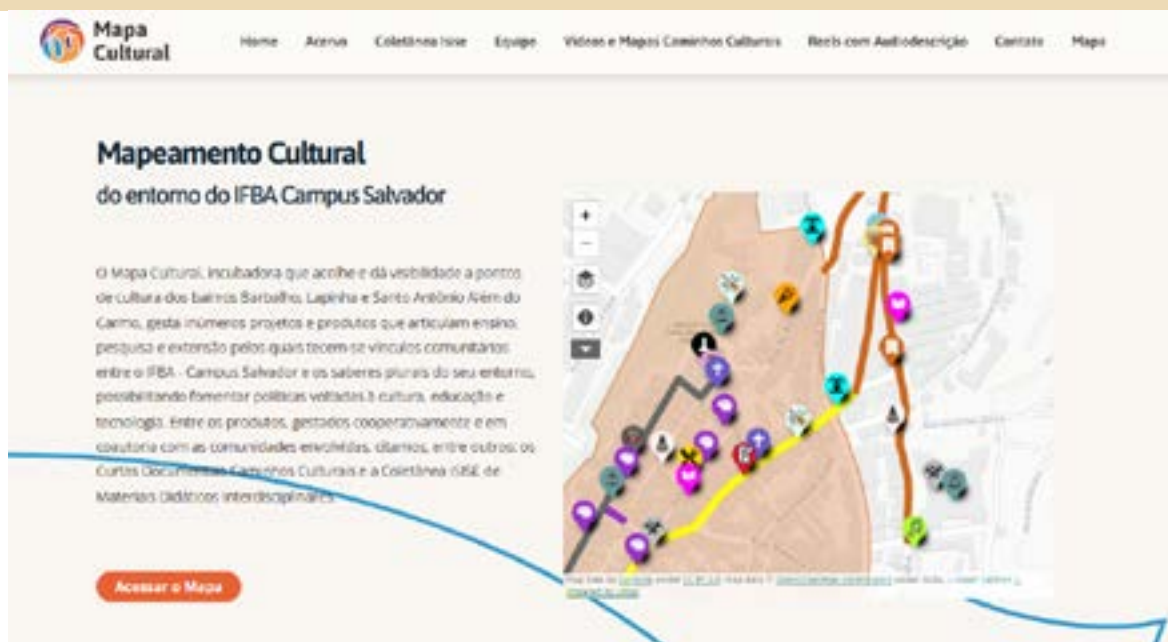 Mapa
Cultural
Home Acervo Coletânea Isise Equipe Vídeos e Mapas Caminhos Culturais Reels com Audiodescrição Contato Mapa
Mapeamento Cultural
do entorno do IFBA Campus Salvador
O Mapa Cultural, incubadora que acolhe e dá visibilidade a pontos
de cultura dos bairros Barbalho, Lapinha e Santo Antônio Além do
Carmo, gesta inúmeros projetos e produtos que articulam ensino,
pesquisa e extensão pelos quais tecem-se vínculos comunitários
entre o IFBA - Campus Salvador e os saberes plurais do seu entorno,
possibilitando fomentar políticas voltadas à cultura, educação e
tecnologia. Entre os produtos, gestados cooperativamente e em
coautoria com as comunidades envolvidas, citamos, entre outros: os
Curtas Documentais Caminhos Culturais e a Coletânea ISISE de
Materiais Didáticos Interdisciplinares.
+
−
Acessar o Mapa